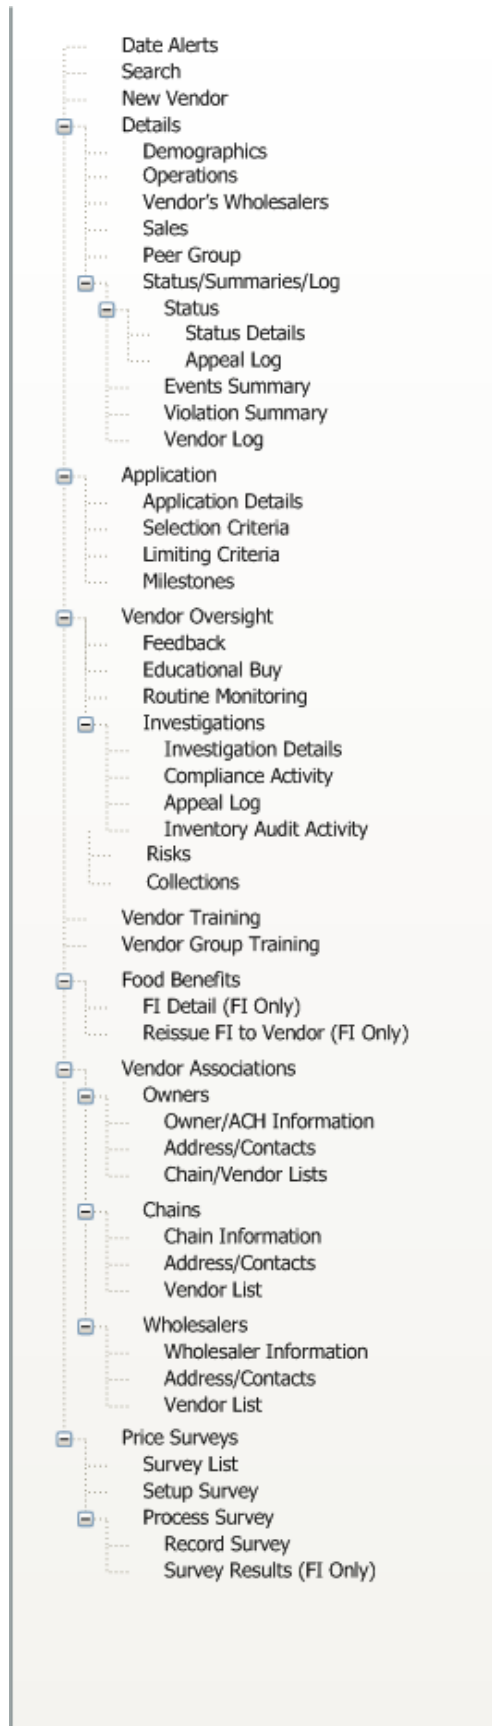 Date Alerts
Search
New Vendor
Details
Demographics
Operations
Vendor's Wholesalers
Sales
Peer Group
Status/Summaries/Log
Status
Status Details
Appeal Log
Events Summary
Violation Summary
Vendor Log
Application
Application Details
Selection Criteria
Limiting Criteria
Milestones
Vendor Oversight
Feedback
Educational Buy
Routine Monitoring
Investigations
Investigation Details
Compliance Activity
Appeal Log
Inventory Audit Activity
Risks
Collections
Vendor Training
Vendor Group Training
Food Benefits
FI Detail (FI Only)
Reissue FI to Vendor (FI Only)
Vendor Associations
Owners
Owner/ACH Information
Address/Contacts
Chain/Vendor Lists
Chains
Chain Information
Address/Contacts
Vendor List
Wholesalers
Wholesaler Information
Address/Contacts
Vendor List
Price Surveys
Survey List
Setup Survey
Process Survey
Record Survey
Survey Results (FI Only)